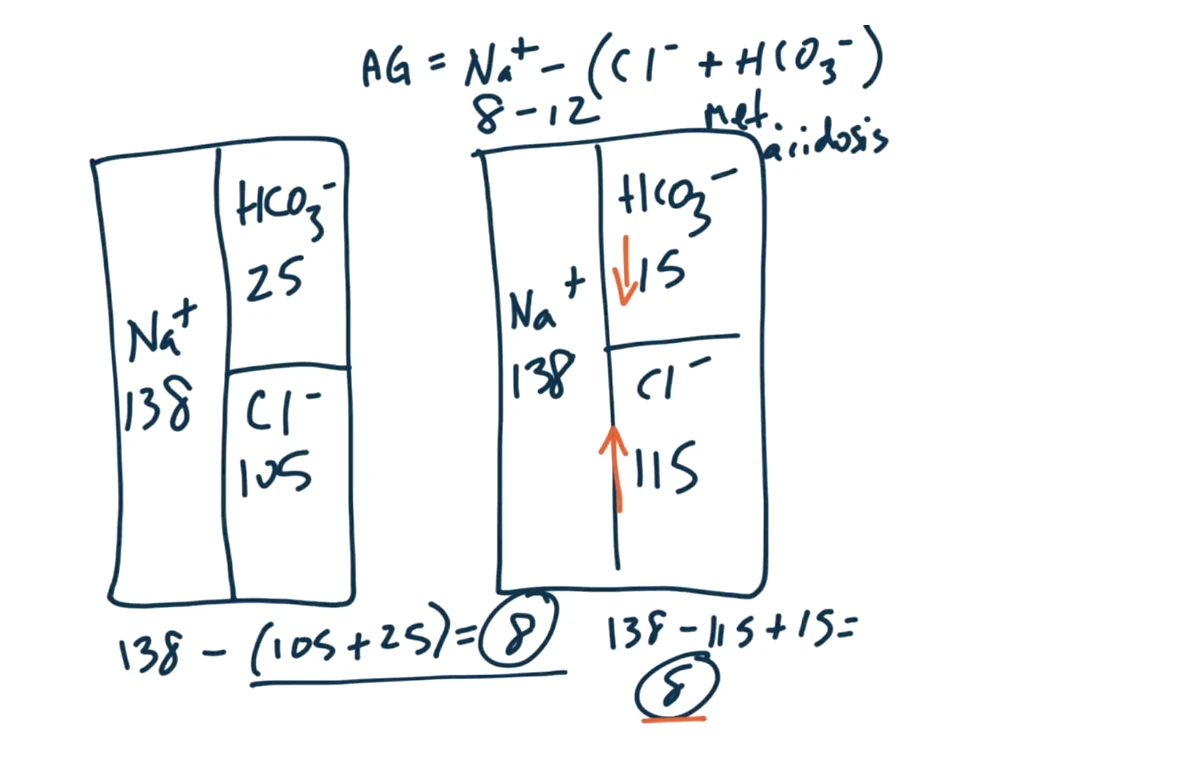 AG = Na⁺ - (Cl⁻ + HCO₃⁻)
8-12
met.
acidosis
HCO₃⁻
25
Na⁺
138
Cl⁻
105
138 - (105+25) = 8
HCO₃⁻
↓15
Na⁺
138
Cl⁻
↑115
138 - 115 + 15 =
8